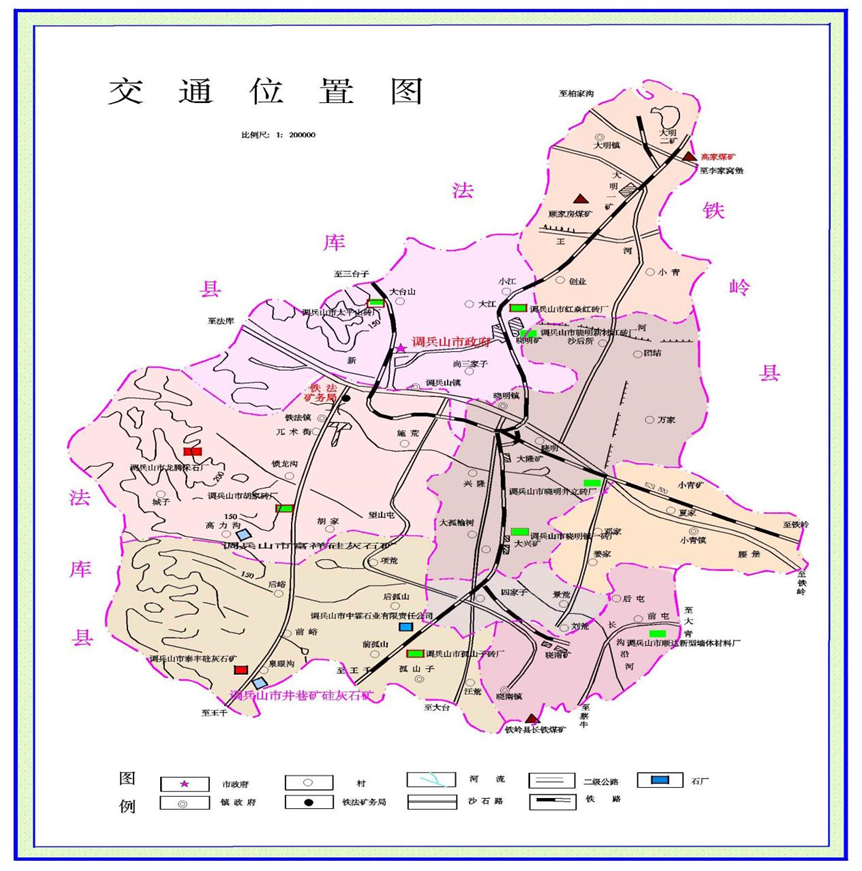 交通位置图
比例尺：1：200000
至柏家沟
大明二矿
大明镇
高家煤矿
至李家窝堡
大明一矿
法
顾家房煤矿
铁
王
河
库
小青
岭
县
至三台子
小江
创业
大台山
大江
调兵山市太平山砖厂
150
调兵山市红焱红砖厂
至法库
河
调兵山市政府
晓明矿
调兵山市晓明新材红砖厂
沙后所
新
尚三家子
团结
县
调兵山镇
铁法矿务局
晓明镇
铁法镇
万家
兀术街
施荒
晓明
调兵山市龙腾采石厂
大隆矿
锁龙沟
200
兴隆
小青矿
调兵山市晓明升立砖厂
法
城子
调兵山市胡家砖厂
夏家
150
望山屯
高力沟
胡家
大孤榆树
邓家
至铁岭
调兵山市晓明镇一砖厂
小青镇
调兵山市富祥硅灰石矿
大兴矿
腰堡
库
项荒
姜家
150
至铁岭
后峪
后孤山
四家子
景荒
后屯
至大青
调兵山市中霖石业有限责任公司
前屯
长沟沿河
县
前峪
刘荒
前孤山
调兵山市顺达新型墙体材料厂
调兵山市泰丰硅灰石矿
调兵山市孤山子砖厂
晓南矿
泉眼沟
至王千
孤山子
调兵山市井巷矿硅灰石矿
汪荒
晓南镇
至王千
至大台
至蔡牛
铁岭县长铁煤矿
图例
市政府
村
河流
二级公路
石厂
镇政府
铁法矿务局
沙石路
铁路